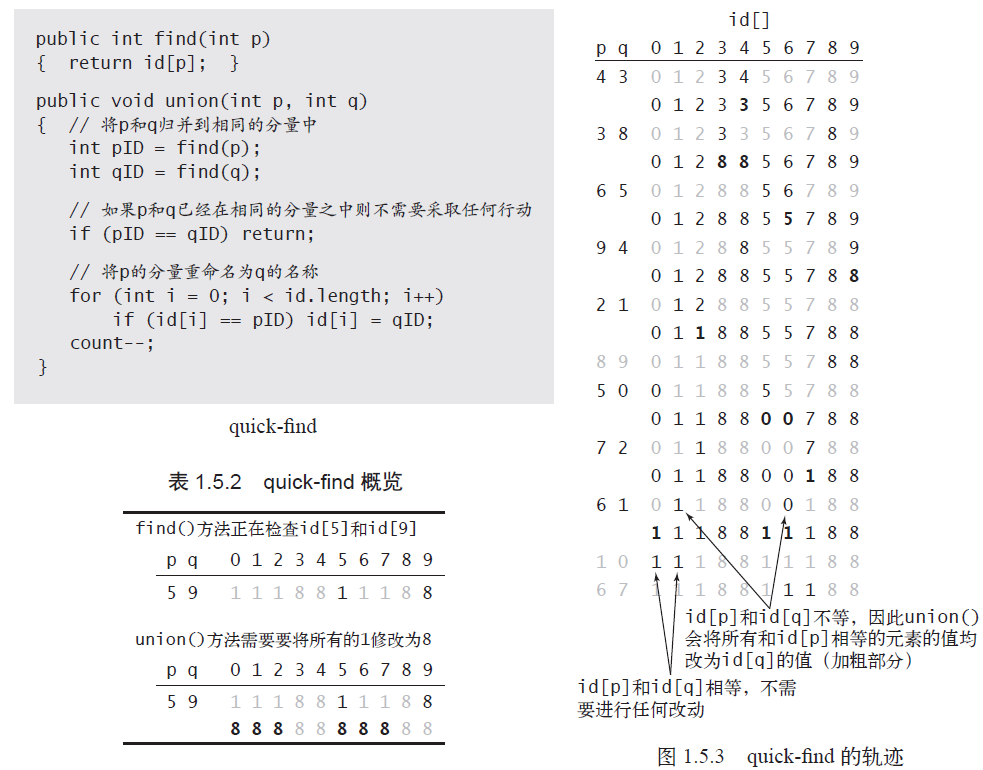 public int find(int p)
{  return id[p];  }
public void union(int p, int q)
{  // 将p和q归并到相同的分量中
   int pID = find(p);
   int qID = find(q);
   // 如果p和q已经在相同的分量之中则不需要采取任何行动
   if (pID == qID) return;
   // 将p的分量重命名为q的名称
   for (int i = 0; i < id.length; i++)
       if (id[i] == pID) id[i] = qID;
   count--;
}
quick-find
表 1.5.2 quick-find 概览
find()方法正在检查id[5]和id[9]
p q 0 1 2 3 4 5 6 7 8 9
5 9 1 1 1 8 8 1 1 1 8 8
union()方法需要要将所有的1修改为8
p q 0 1 2 3 4 5 6 7 8 9
5 9 1 1 1 8 8 1 1 1 8 8
8 8 8 8 8 8 8 8 8 8
id[]
p q 0 1 2 3 4 5 6 7 8 9
4 3 0 1 2 3 4 5 6 7 8 9
0 1 2 3 3 5 6 7 8 9
3 8 0 1 2 3 3 5 6 7 8 9
0 1 2 8 8 5 6 7 8 9
6 5 0 1 2 8 8 5 6 7 8 9
0 1 2 8 8 5 5 7 8 9
9 4 0 1 2 8 8 5 5 7 8 9
0 1 2 8 8 5 5 7 8 8
2 1 0 1 2 8 8 5 5 7 8 8
0 1 1 8 8 5 5 7 8 8
8 9 0 1 1 8 8 5 5 7 8 8
5 0 0 1 1 8 8 5 5 7 8 8
0 1 1 8 8 0 0 7 8 8
7 2 0 1 1 8 8 0 0 7 8 8
0 1 1 8 8 0 0 1 8 8
6 1 0 1 1 8 8 0 0 1 8 8
1 1 1 8 8 1 1 1 8 8
1 0 1 1 1 8 8 1 1 1 8 8
6 7 1 1 1 8 8 1 1 1 8 8
id[p]和id[q]不等，因此union()
会将所有和id[p]相等的元素的值均
改为id[q]的值（加粗部分）
id[p]和id[q]相等，不需
要进行任何改动
图 1.5.3 quick-find 的轨迹